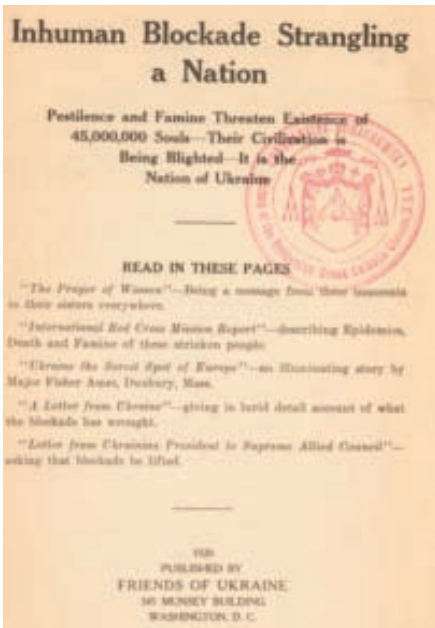 Inhuman Blockade Strangling
a Nation
Pestilence and Famine Threaten Existence of
45,000,000 Souls—Their Civilization is
Being Blighted—It is the
Nation of Ukraine
READ IN THESE PAGES
"The Prayer of Women"—Being a message from these innocents
to their sisters everywhere.
"International Red Cross Mission Report"—describing Epidemics,
Death and Famine of these stricken people.
"Ukraine the Sorest Spot of Europe"—an illuminating story by
Major Fisher Ames, Duxbury, Mass.
"A Letter from Ukraine"—giving in lurid detail account of what
the blockade has wrought.
"Letter from Ukrainian President to Supreme Allied Council"—
asking that blockade be lifted.
1920
PUBLISHED BY
FRIENDS OF UKRAINE
345 MUNSEY BUILDING
WASHINGTON, D. C.